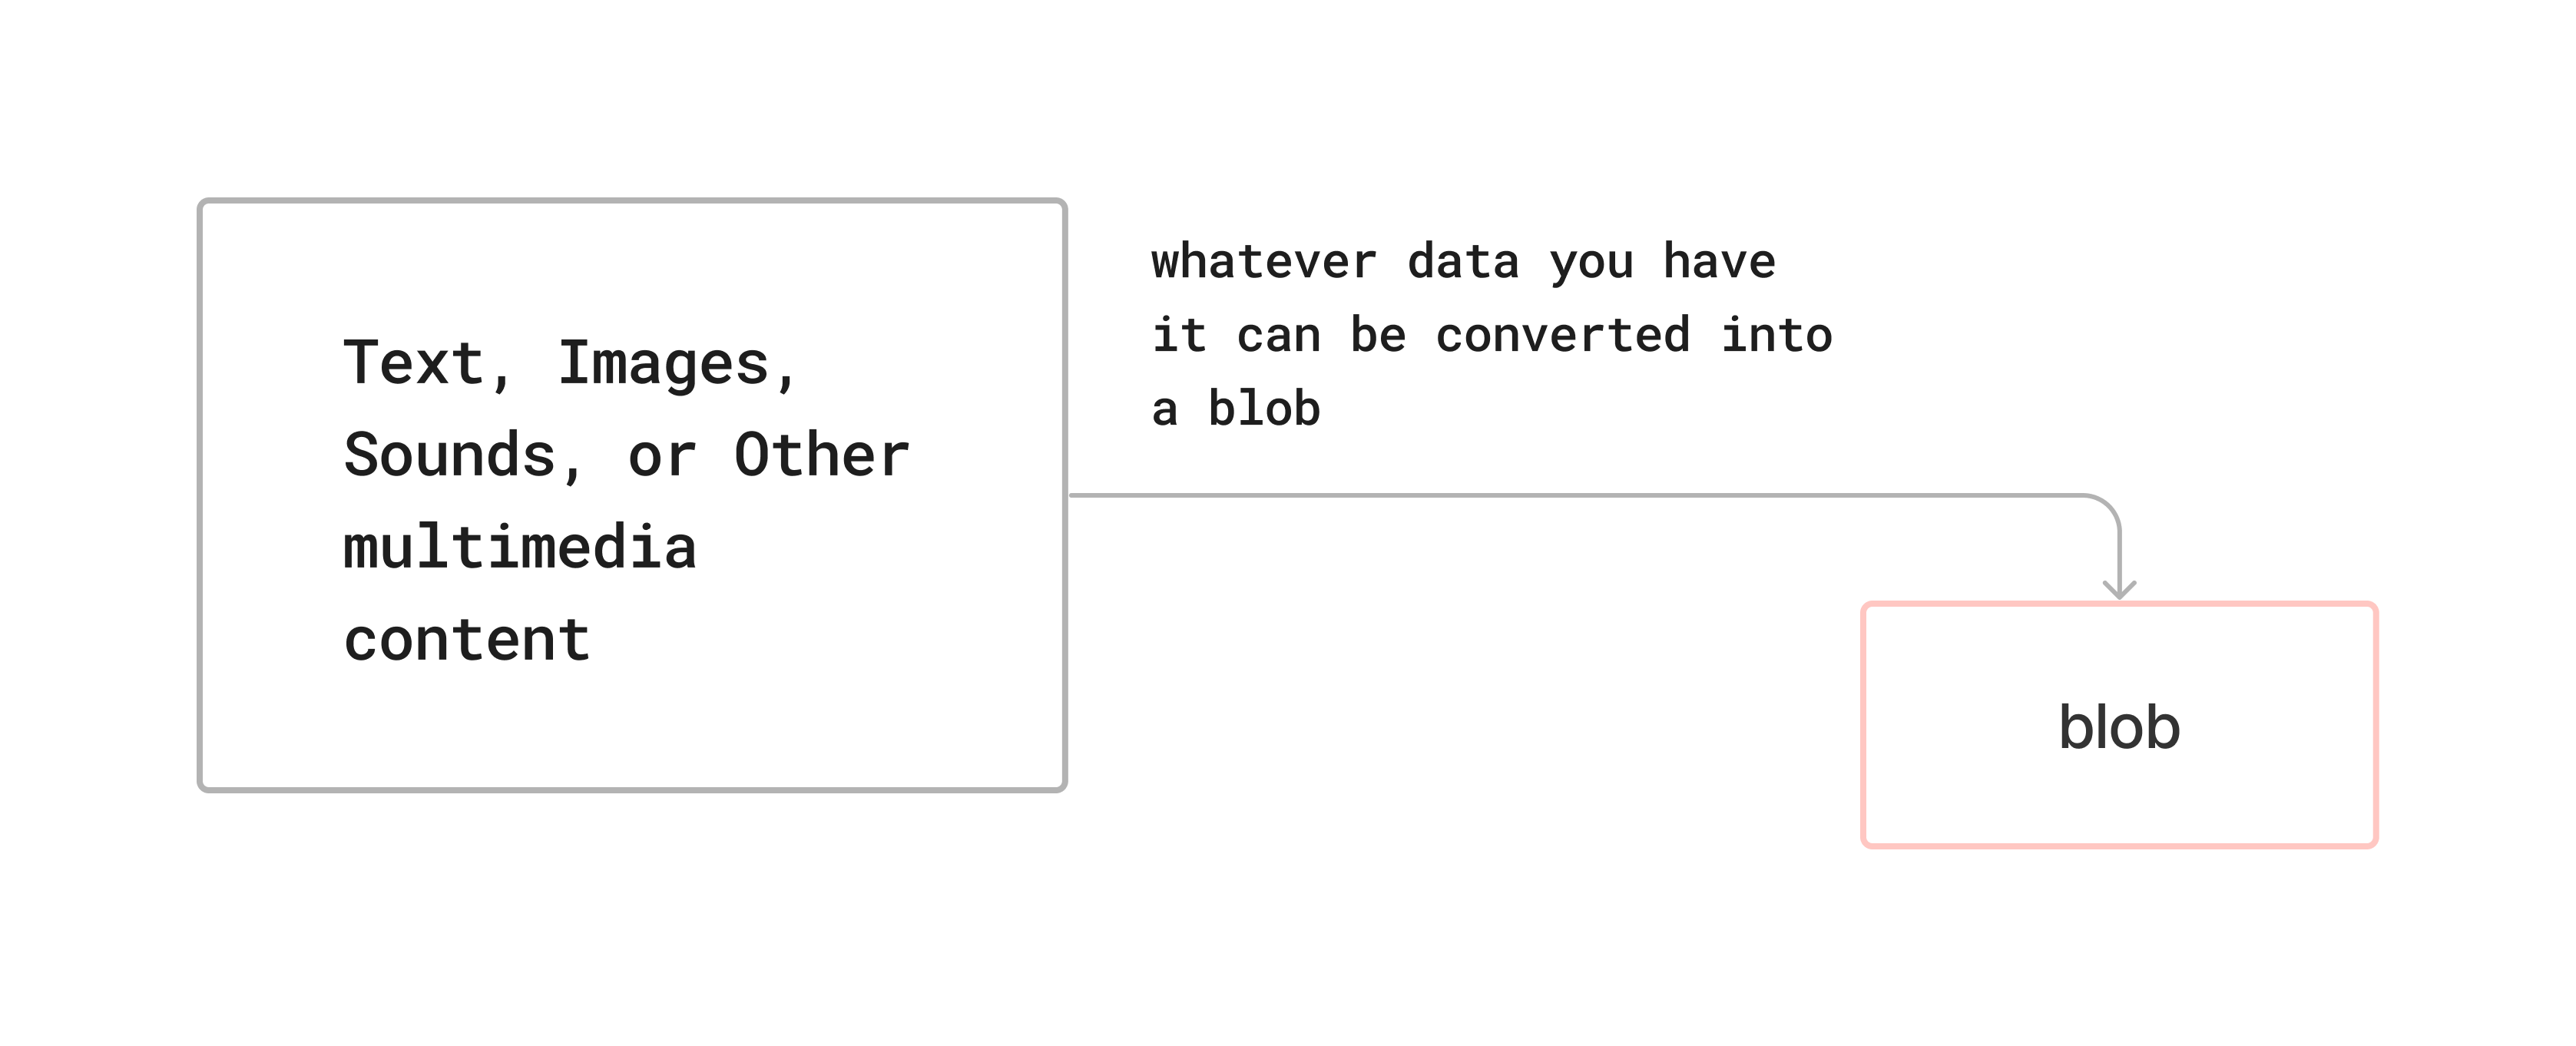 Text, Images,
Sounds, or Other
multimedia
content
whatever data you have
it can be converted into
a blob
blob